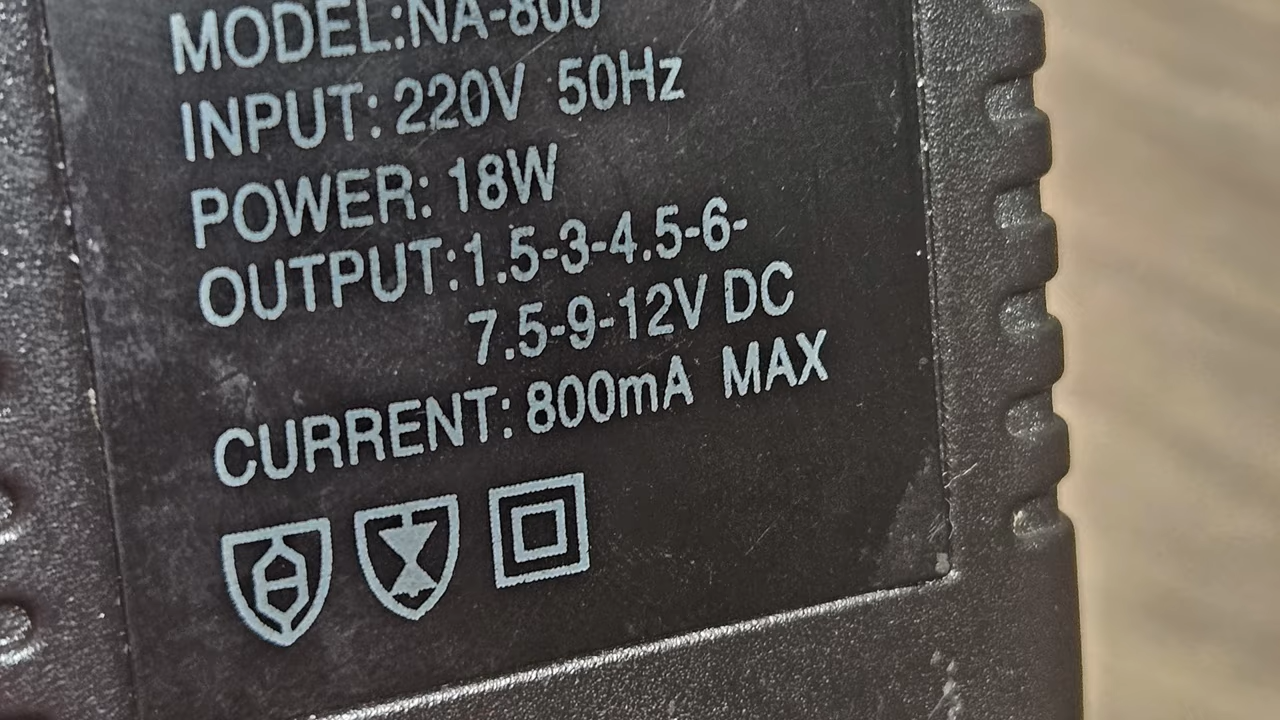 MODEL:NA-800
INPUT: 220V 50Hz
POWER: 18W
OUTPUT:1.5-3-4.5-6-
7.5-9-12V DC
CURRENT: 800mA MAX